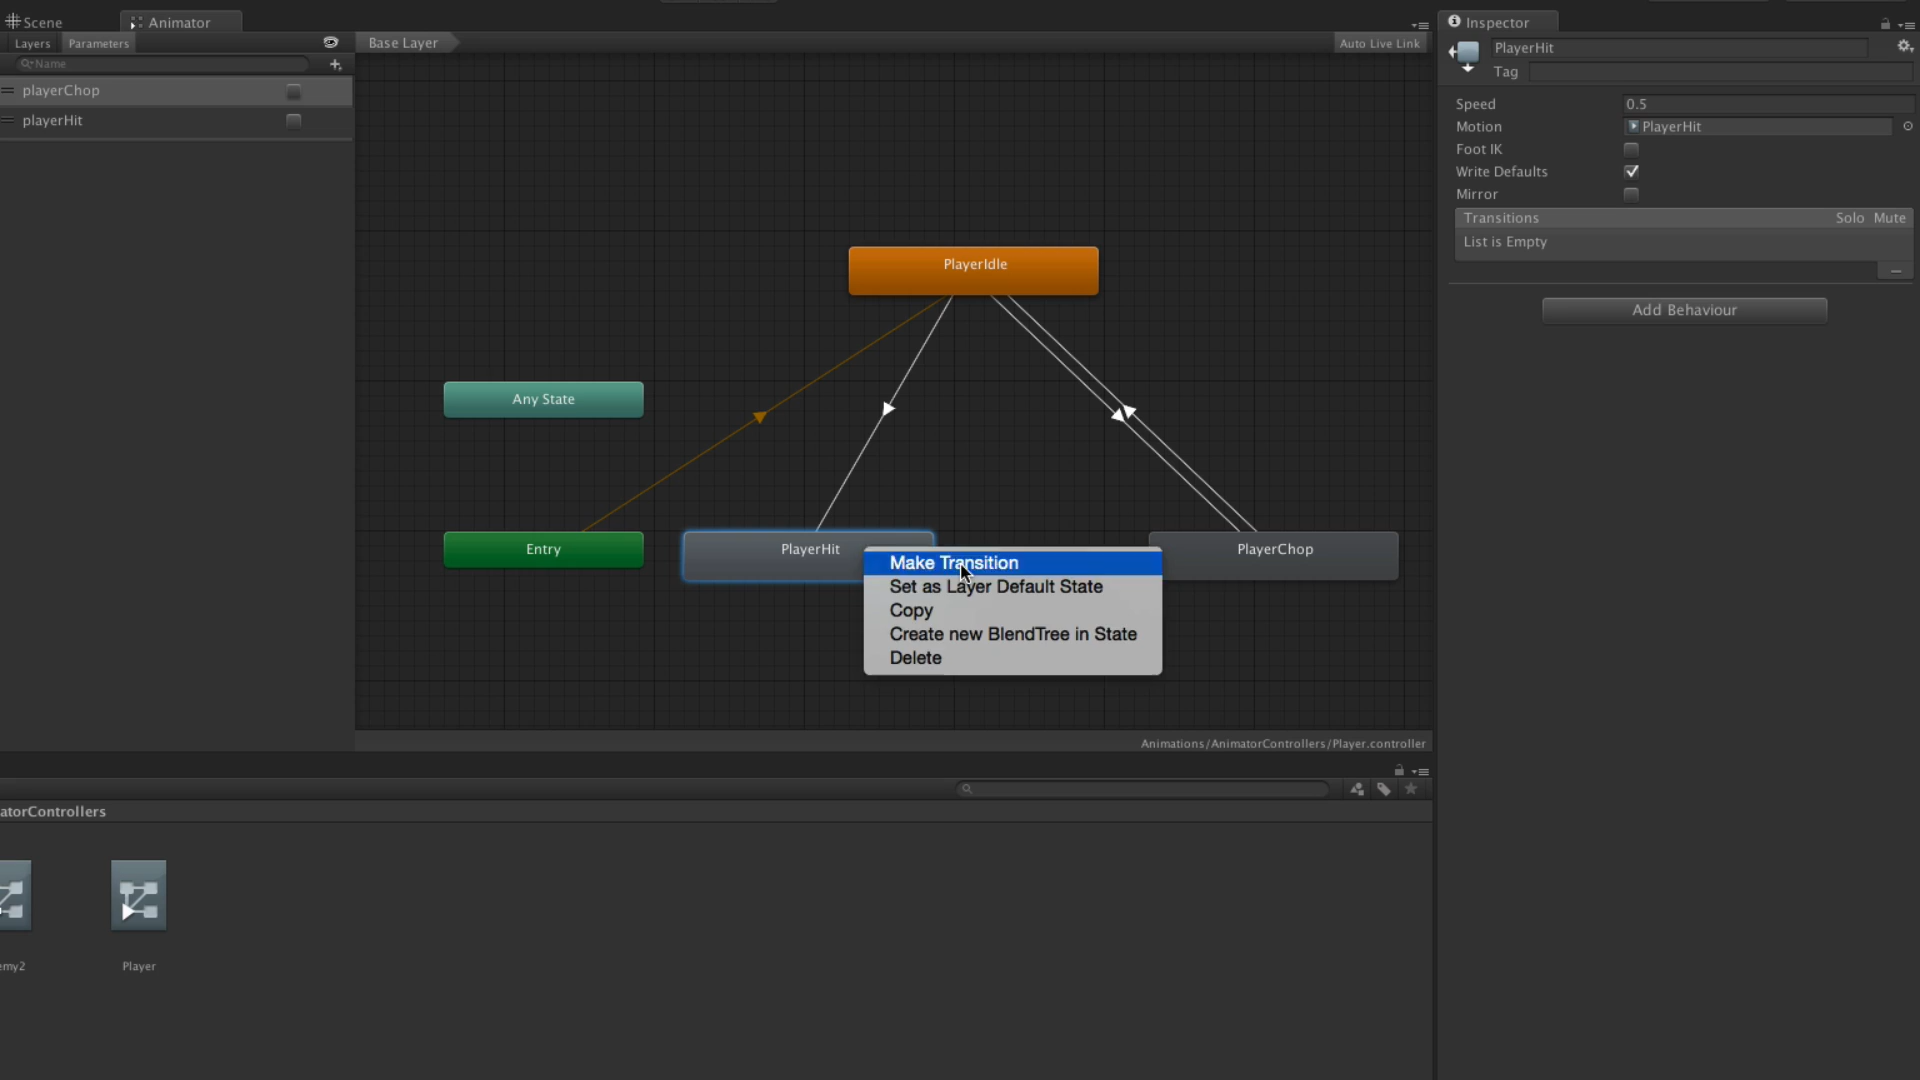 Scene
Animator
Layers
Parameters
Name
playerChop
playerHit
Base Layer
Auto Live Link
PlayerIdle
Any State
Entry
PlayerHit
PlayerChop
Make Transition
Set as Layer Default State
Copy
Create new BlendTree in State
Delete
Animations/AnimatorControllers/Player.controller
Inspector
PlayerHit
Tag
Speed
0.5
Motion
PlayerHit
Foot IK
Write Defaults
Mirror
Transitions
Solo Mute
List is Empty
Add Behaviour
atorControllers
emy2
Player